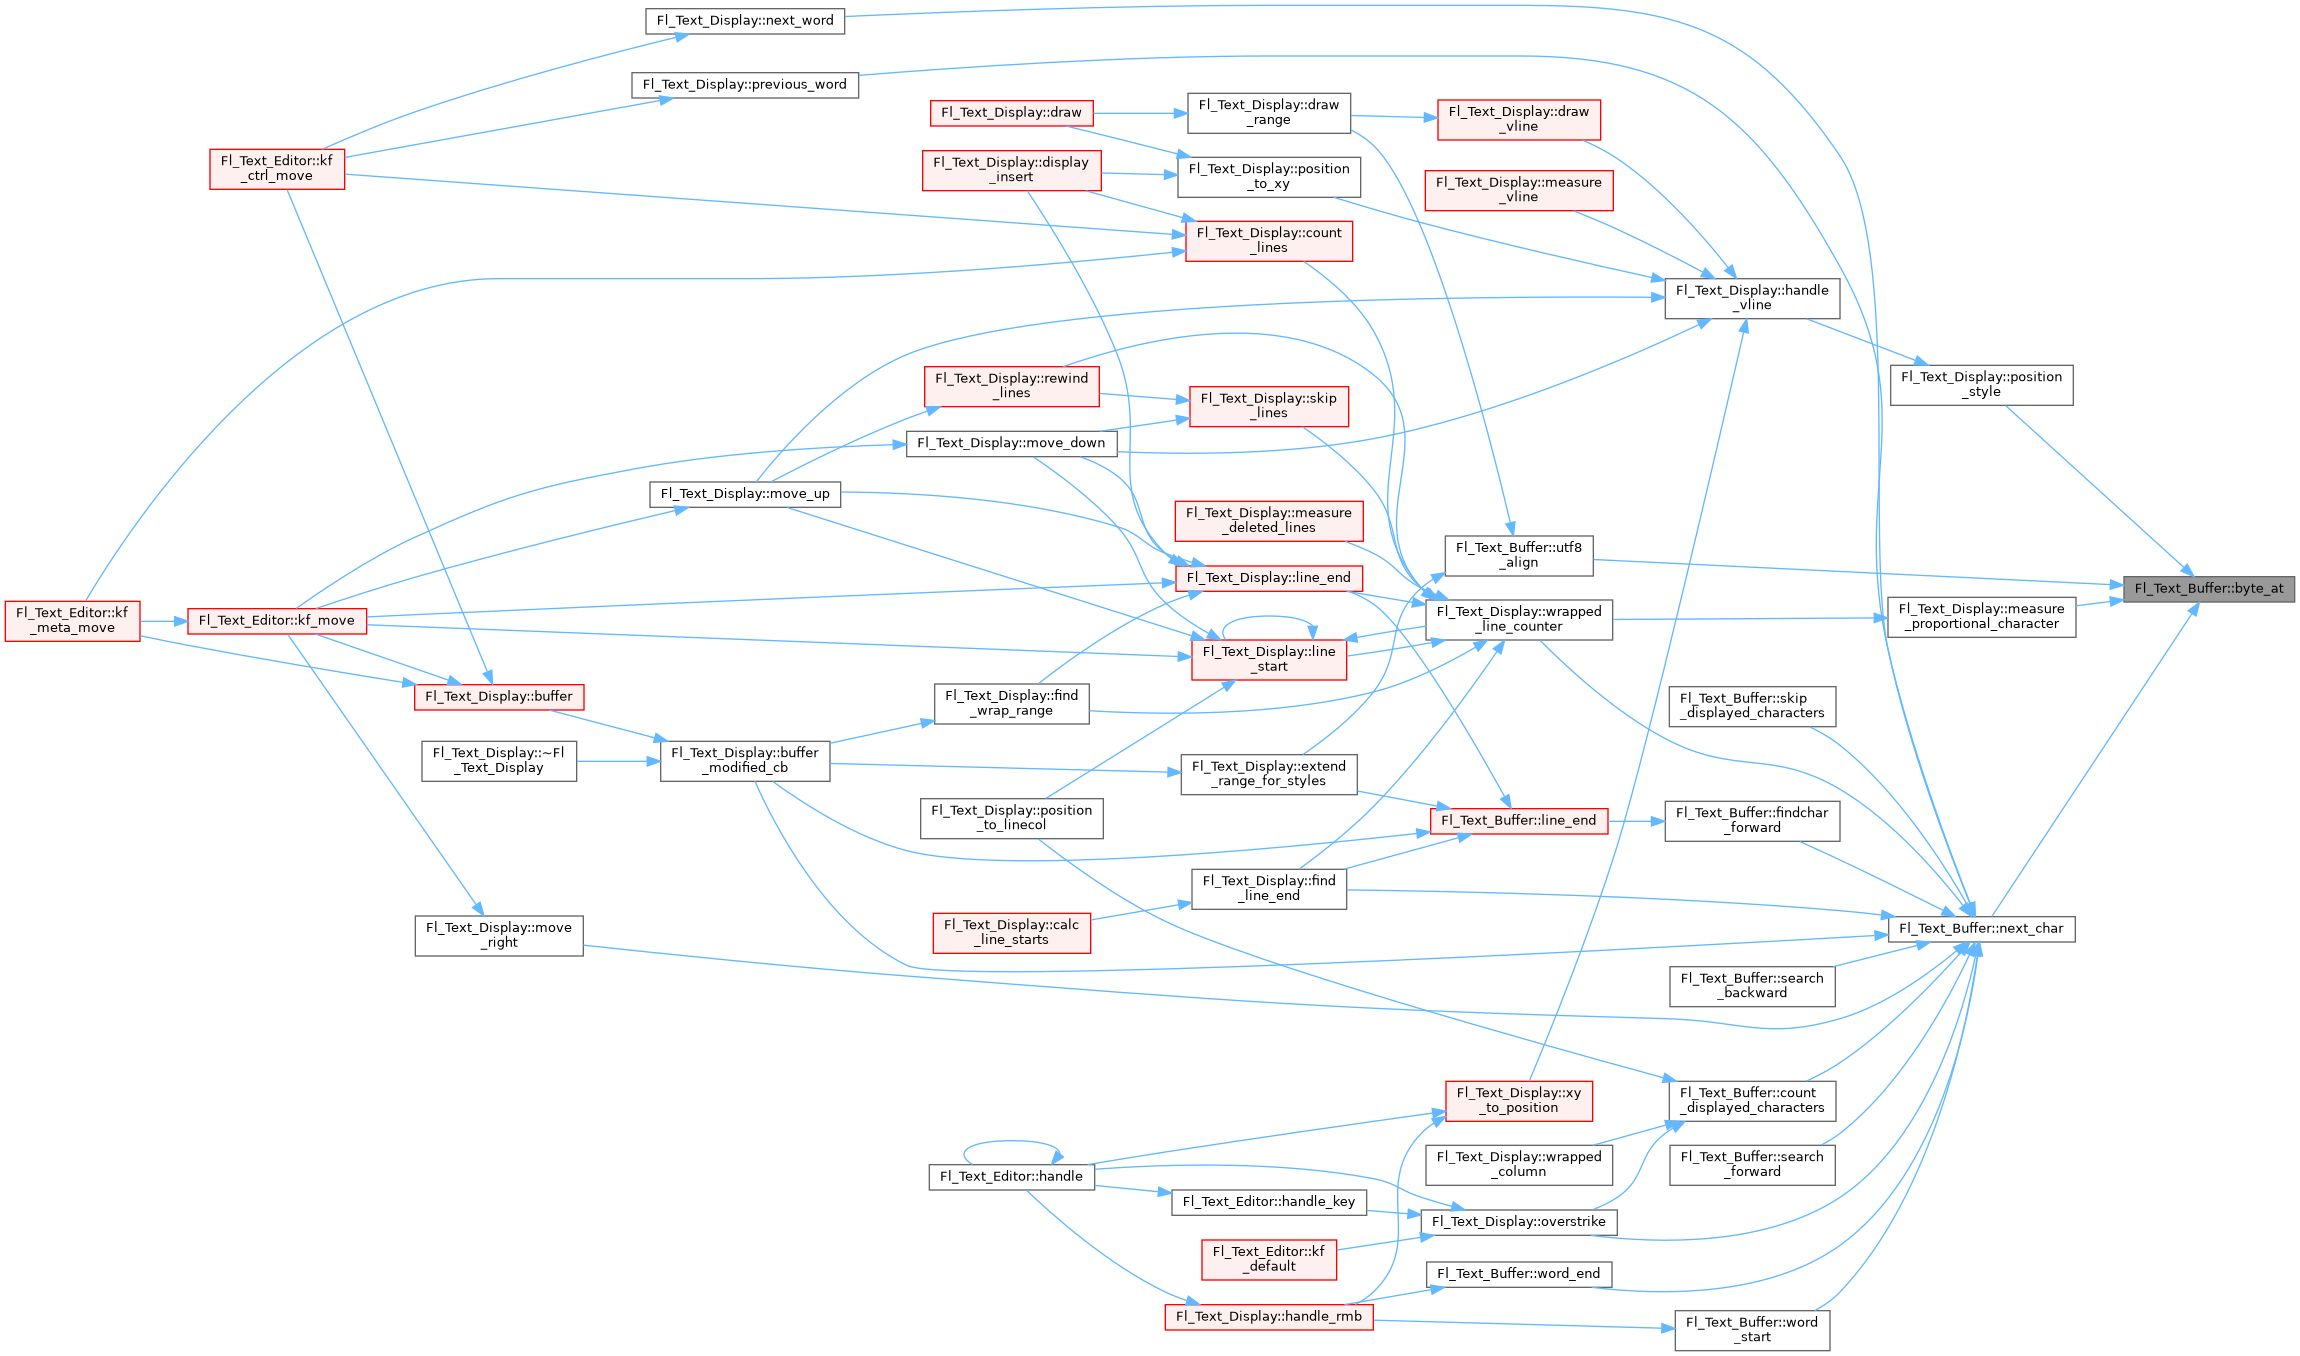 Fl_Text_Display::next_word
Fl_Text_Display::previous_word
Fl_Text_Editor::kf
_ctrl_move
Fl_Text_Display::draw
Fl_Text_Display::draw
_range
Fl_Text_Display::draw
_vline
Fl_Text_Display::display
_insert
Fl_Text_Display::position
_to_xy
Fl_Text_Display::measure
_vline
Fl_Text_Display::count
_lines
Fl_Text_Display::handle
_vline
Fl_Text_Display::position
_style
Fl_Text_Display::rewind
_lines
Fl_Text_Display::skip
_lines
Fl_Text_Display::move_down
Fl_Text_Display::move_up
Fl_Text_Display::measure
_deleted_lines
Fl_Text_Buffer::utf8
_align
Fl_Text_Display::line_end
Fl_Text_Buffer::byte_at
Fl_Text_Editor::kf
_meta_move
Fl_Text_Editor::kf_move
Fl_Text_Display::wrapped
_line_counter
Fl_Text_Display::measure
_proportional_character
Fl_Text_Display::line
_start
Fl_Text_Display::buffer
Fl_Text_Display::find
_wrap_range
Fl_Text_Buffer::skip
_displayed_characters
Fl_Text_Display::~Fl
_Text_Display
Fl_Text_Display::buffer
_modified_cb
Fl_Text_Display::extend
_range_for_styles
Fl_Text_Display::position
_to_linecol
Fl_Text_Buffer::line_end
Fl_Text_Buffer::findchar
_forward
Fl_Text_Display::find
_line_end
Fl_Text_Display::calc
_line_starts
Fl_Text_Display::move
_right
Fl_Text_Buffer::next_char
Fl_Text_Buffer::search
_backward
Fl_Text_Display::xy
_to_position
Fl_Text_Buffer::count
_displayed_characters
Fl_Text_Display::wrapped
_column
Fl_Text_Buffer::search
_forward
Fl_Text_Editor::handle
Fl_Text_Editor::handle_key
Fl_Text_Display::overstrike
Fl_Text_Editor::kf
_default
Fl_Text_Buffer::word_end
Fl_Text_Display::handle_rmb
Fl_Text_Buffer::word
_start